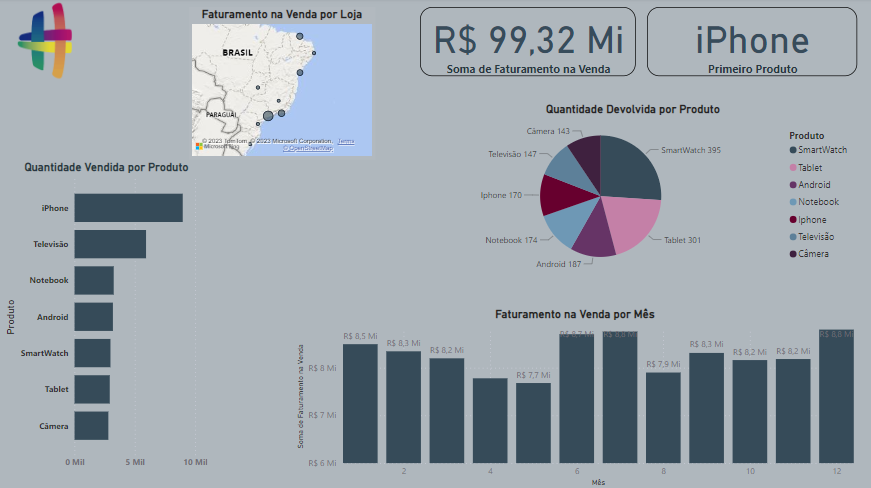 Faturamento na Venda por Loja
BRASIL
PARAGUAI
© 2023 TomTom, © 2023 Microsoft Corporation, Terms
© OpenStreetMap
Microsoft Bing
R$ 99,32 Mi
Soma de Faturamento na Venda
iPhone
Primeiro Produto
Quantidade Devolvida por Produto
Câmera 143
Televisão 147
Iphone 170
Notebook 174
Android 187
SmartWatch 395
Tablet 301
Produto
SmartWatch
Tablet
Android
Notebook
Iphone
Televisão
Câmera
Quantidade Vendida por Produto
Produto
iPhone
Televisão
Notebook
Android
SmartWatch
Tablet
Câmera
0 Mil 5 Mil 10 Mil
Faturamento na Venda por Mês
Soma de Faturamento na Venda
R$ 8 Mi
R$ 7 Mi
R$ 6 Mi
R$ 8,5 Mi R$ 8,3 Mi R$ 8,2 Mi R$ 7,7 Mi R$ 8,7 Mi R$ 8,8 Mi R$ 7,9 Mi R$ 8,3 Mi R$ 8,2 Mi R$ 8,2 Mi R$ 8,8 Mi
2 4 6 8 10 12
Mês